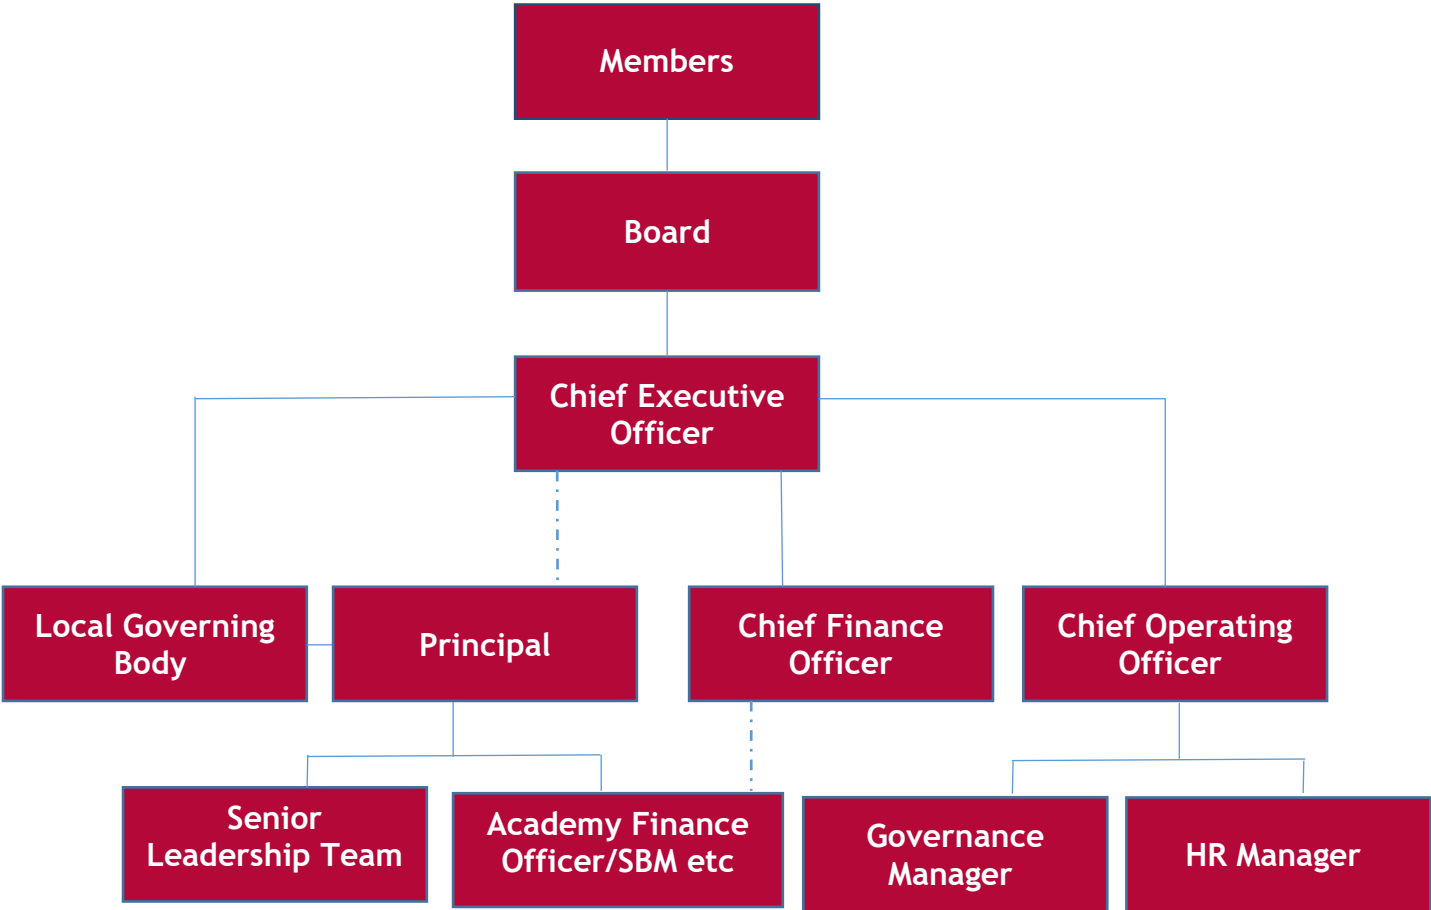 Members
Board
Chief Executive
Officer
Local Governing
Body
Principal
Chief Finance
Officer
Chief Operating
Officer
Senior
Leadership Team
Academy Finance
Officer/SBM etc
Governance
Manager
HR Manager